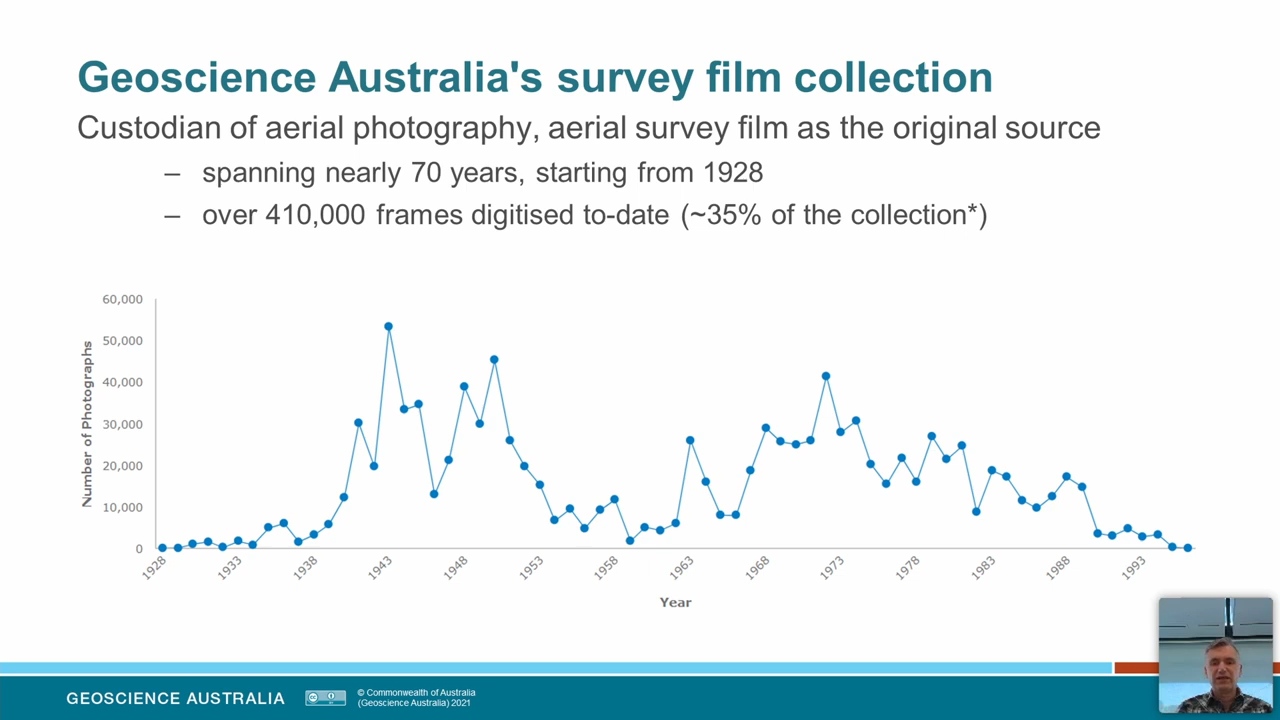 Geoscience Australia's survey film collection
Custodian of aerial photography, aerial survey film as the original source
– spanning nearly 70 years, starting from 1928
– over 410,000 frames digitised to-date (~35% of the collection*)
60,000
50,000
40,000
30,000
20,000
10,000
0
Number of Photographs
1928 1933 1938 1943 1948 1953 1958 1963 1968 1973 1978 1983 1988 1993
Year
GEOSCIENCE AUSTRALIA
© Commonwealth of Australia
(Geoscience Australia) 2021